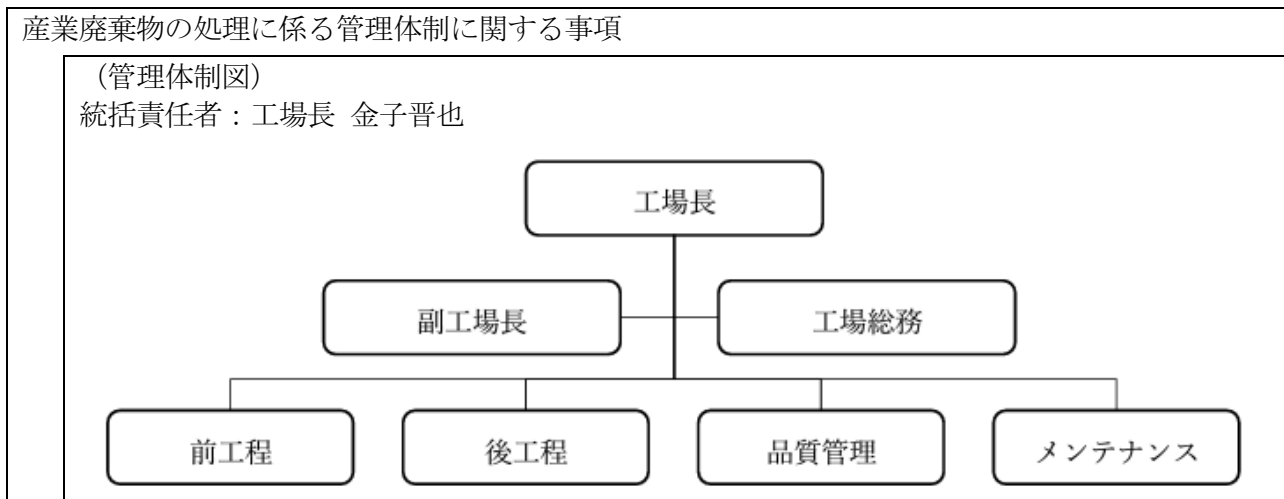 産業廃棄物の処理に係る管理体制に関する事項
（管理体制図）
統括責任者：工場長 金子晋也
工場長
副工場長
工場総務
前工程
後工程
品質管理
メンテナンス